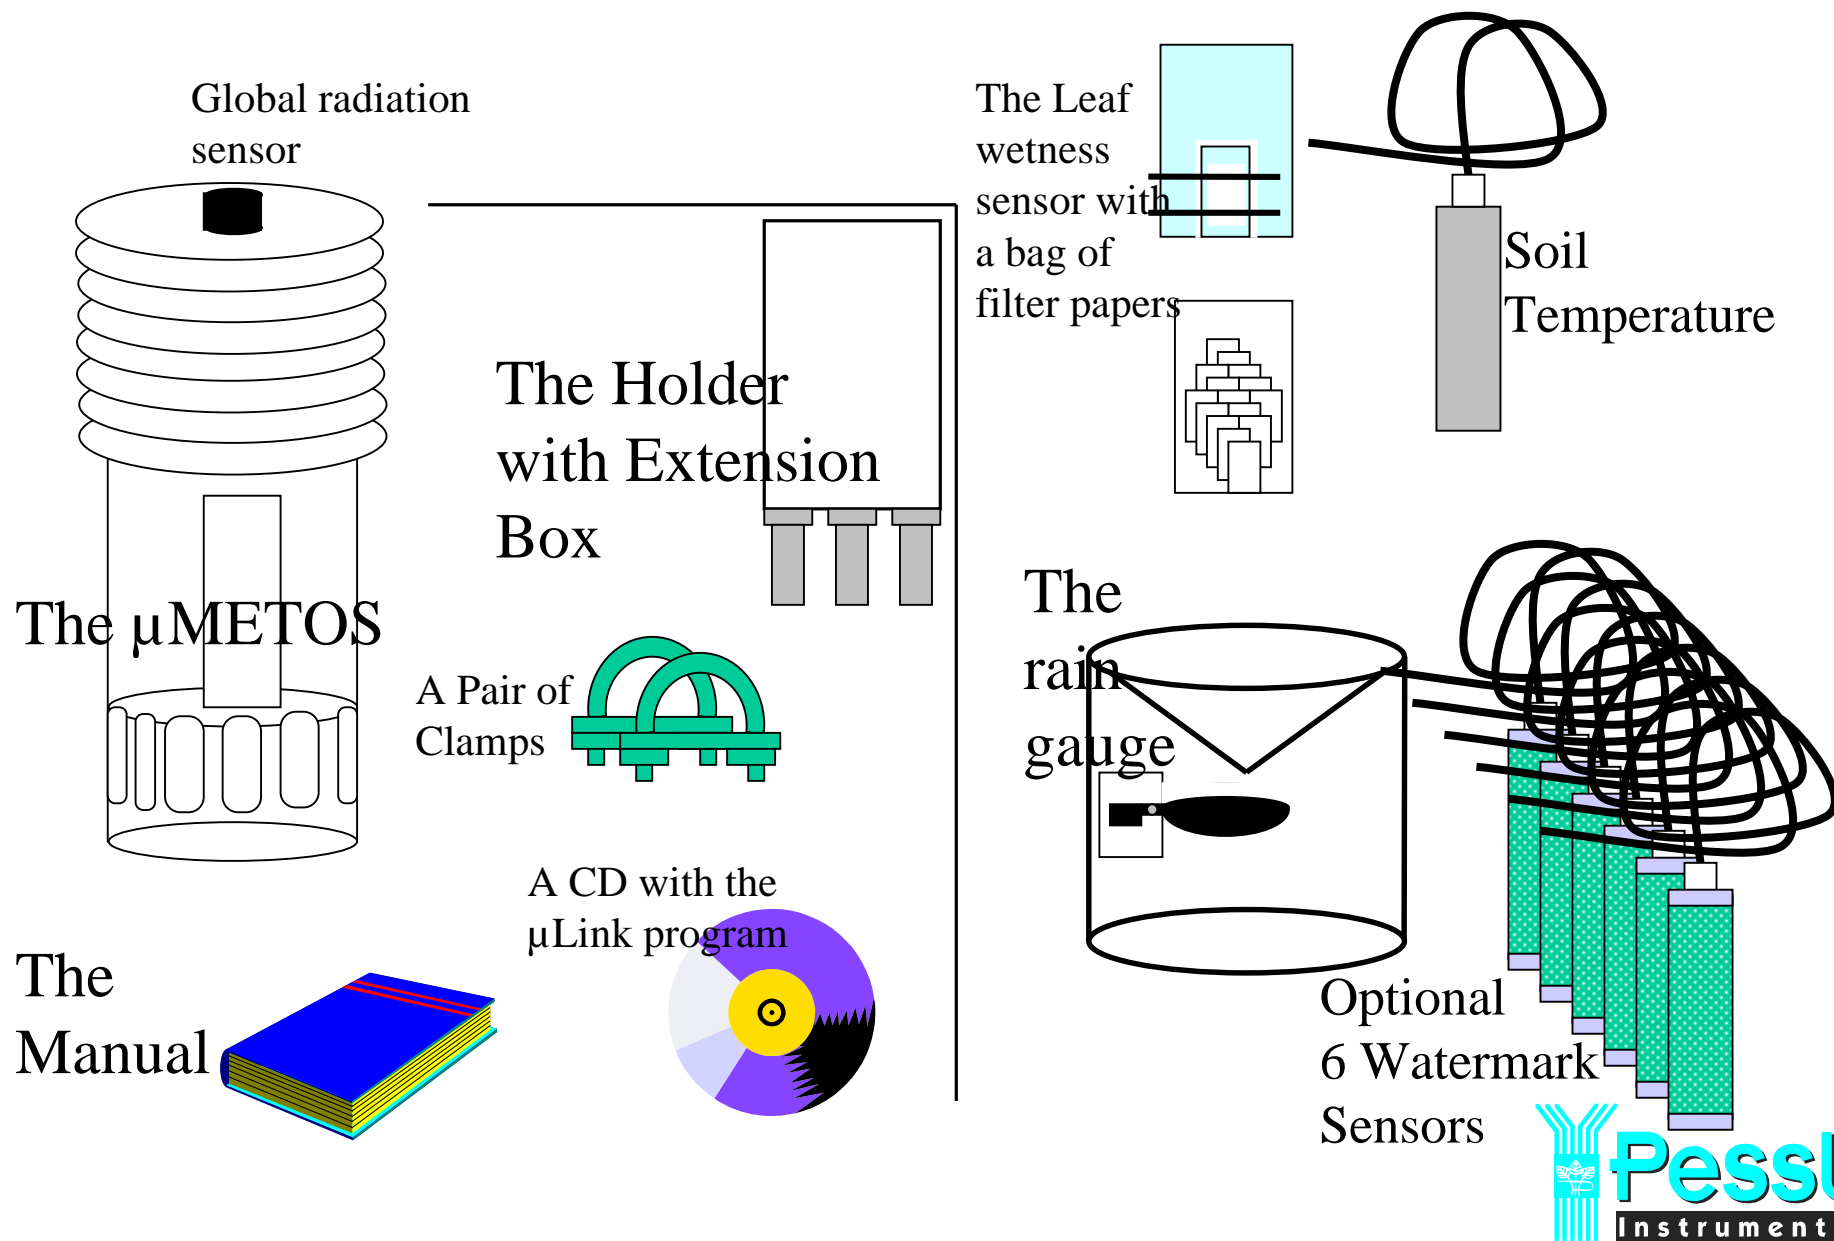 Global radiation
sensor
The µMETOS
The Holder
with Extension
Box
A Pair of
Clamps
A CD with the
µLink program
The
Manual
The Leaf
wetness
sensor with
a bag of
filter papers
Soil
Temperature
The
rain
gauge
Optional
6 Watermark
Sensors
Pessl
Instrument